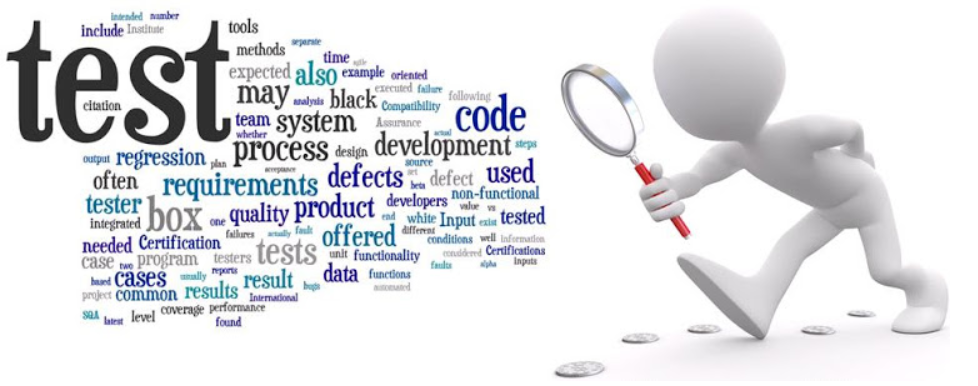 intended number
include Institute
tools
test
methods separate
time agile
expected also example oriented
citation
may analysis black executed failure
Compatibility following
team system Assurance code
whether actual
process design development steps
output regression plan
acceptance source
often requirements defects set defect used
beta non-functional
tester box one quality product developers value vs
integrated end white Input exist tested
failures actually fault offered different
needed Certification conditions well Information
case two program testers tests unit functionality considered Certifications
based cases usually reports result data functions faults alpha inputs
project common results International bugs automated
SQA latest level coverage performance
found